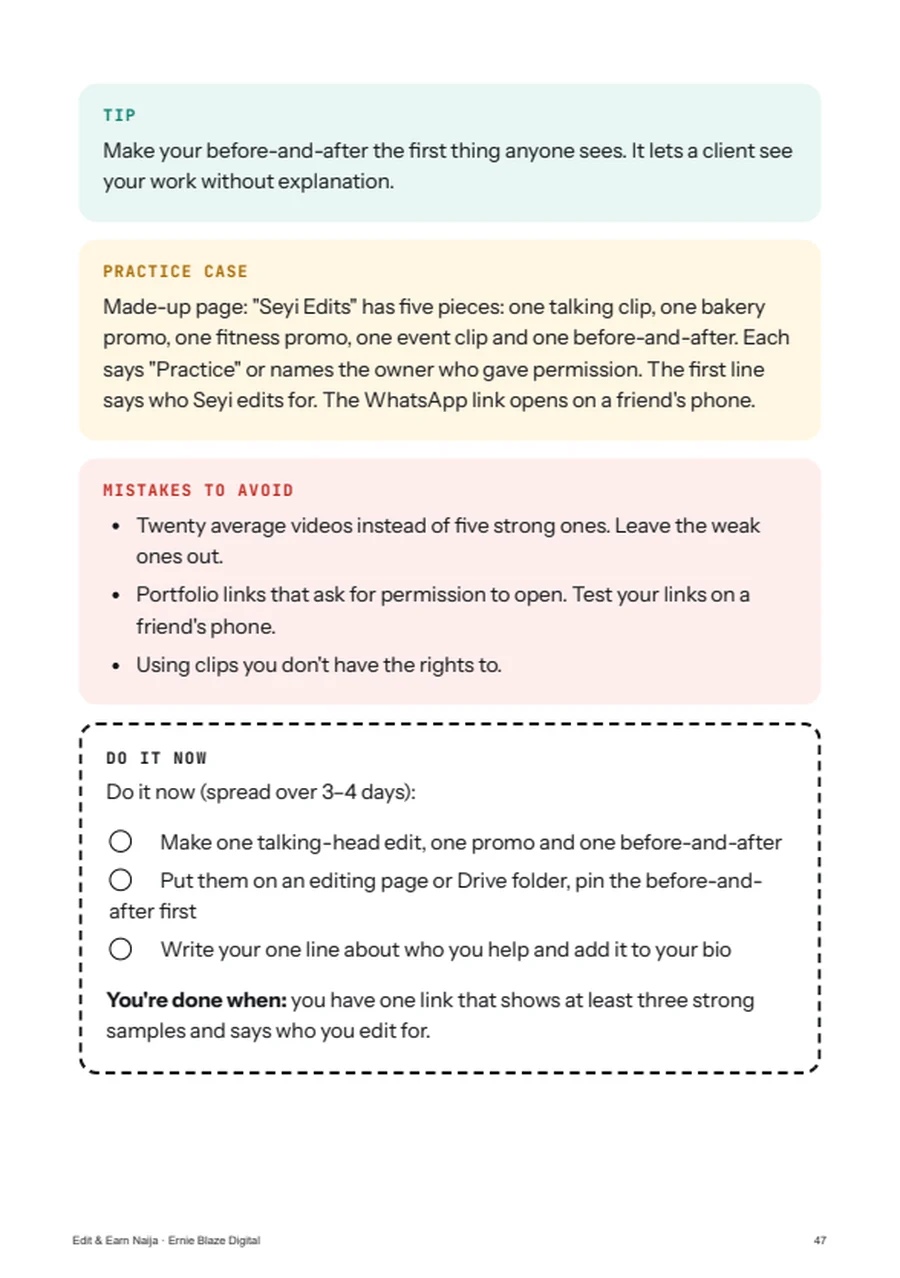 TIP
Make your before-and-after the first thing anyone sees. It lets a client see
your work without explanation.
PRACTICE CASE
Made-up page: "Seyi Edits" has five pieces: one talking clip, one bakery
promo, one fitness promo, one event clip and one before-and-after. Each
says "Practice" or names the owner who gave permission. The first line
says who Seyi edits for. The WhatsApp link opens on a friend's phone.
MISTAKES TO AVOID
• Twenty average videos instead of five strong ones. Leave the weak
ones out.
• Portfolio links that ask for permission to open. Test your links on a
friend's phone.
• Using clips you don't have the rights to.
DO IT NOW
Do it now (spread over 3–4 days):
Make one talking-head edit, one promo and one before-and-after
Put them on an editing page or Drive folder, pin the before-and-
after first
Write your one line about who you help and add it to your bio
You're done when: you have one link that shows at least three strong
samples and says who you edit for.
Edit & Earn Naija · Ernie Blaze Digital
47